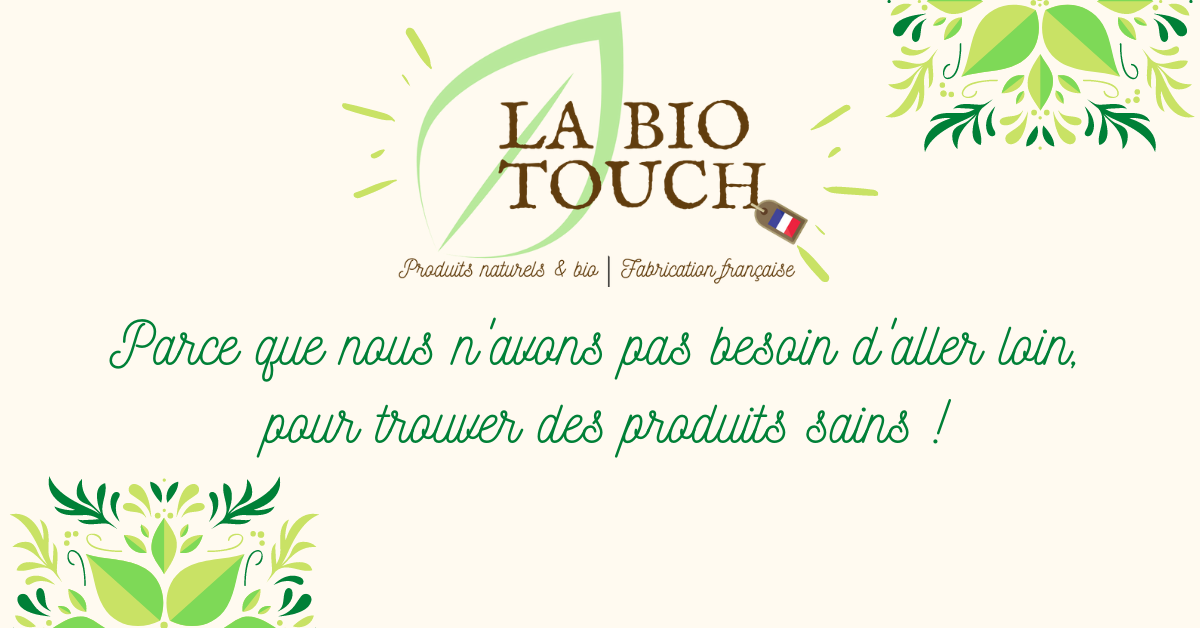 LA BIO
TOUCH
Produits naturels & bio | Fabrication française
Parce que nous n'avons pas besoin d'aller loin,
pour trouver des produits sains !